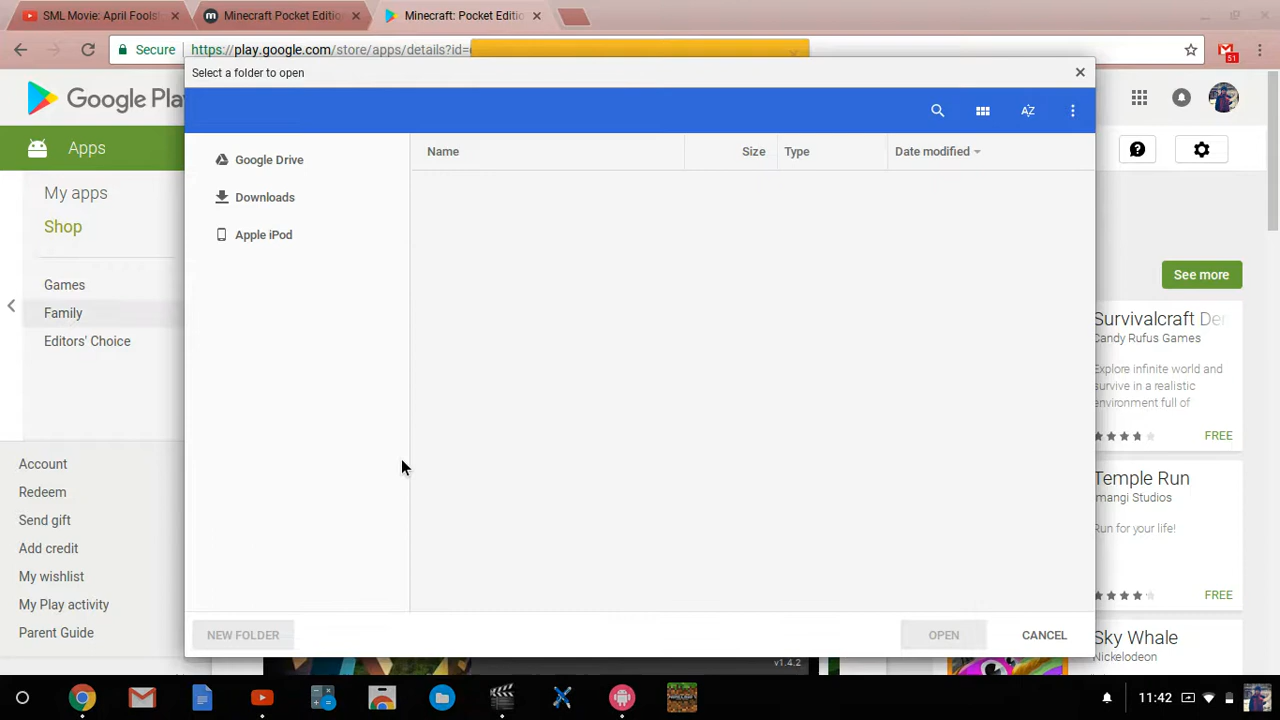 SML Movie: April Fools!
Minecraft Pocket Edition
Minecraft: Pocket Edition
Secure
https://play.google.com/store/apps/details?id=
51
Select a folder to open
Google Play
Apps
My apps
Shop
Games
Family
Editors' Choice
Account
Redeem
Send gift
Add credit
My wishlist
My Play activity
Parent Guide
Google Drive
Downloads
Apple iPod
AZ
Name
Size
Type
Date modified
NEW FOLDER
OPEN
CANCEL
See more
Survivalcraft De
Candy Rufus Games
Explore infinite world and
survive in a realistic
environment full of
FREE
Temple Run
Imangi Studios
Run for your life!
FREE
Sky Whale
Nickelodeon
v1.4.2
11:42